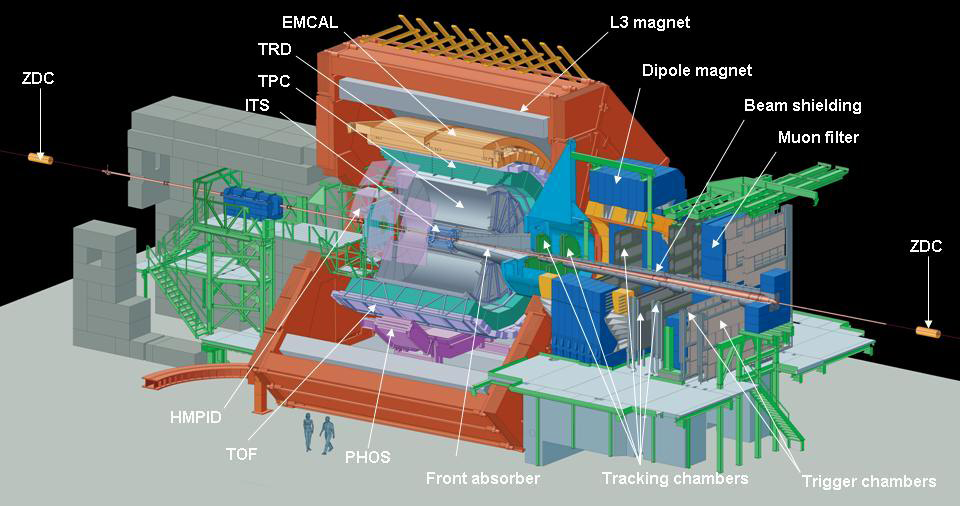 EMCAL
L3 magnet
TRD
Dipole magnet
ZDC
TPC
ITS
Beam shielding
Muon filter
ZDC
HMPID
TOF
PHOS
Front absorber
Tracking chambers
Trigger chambers